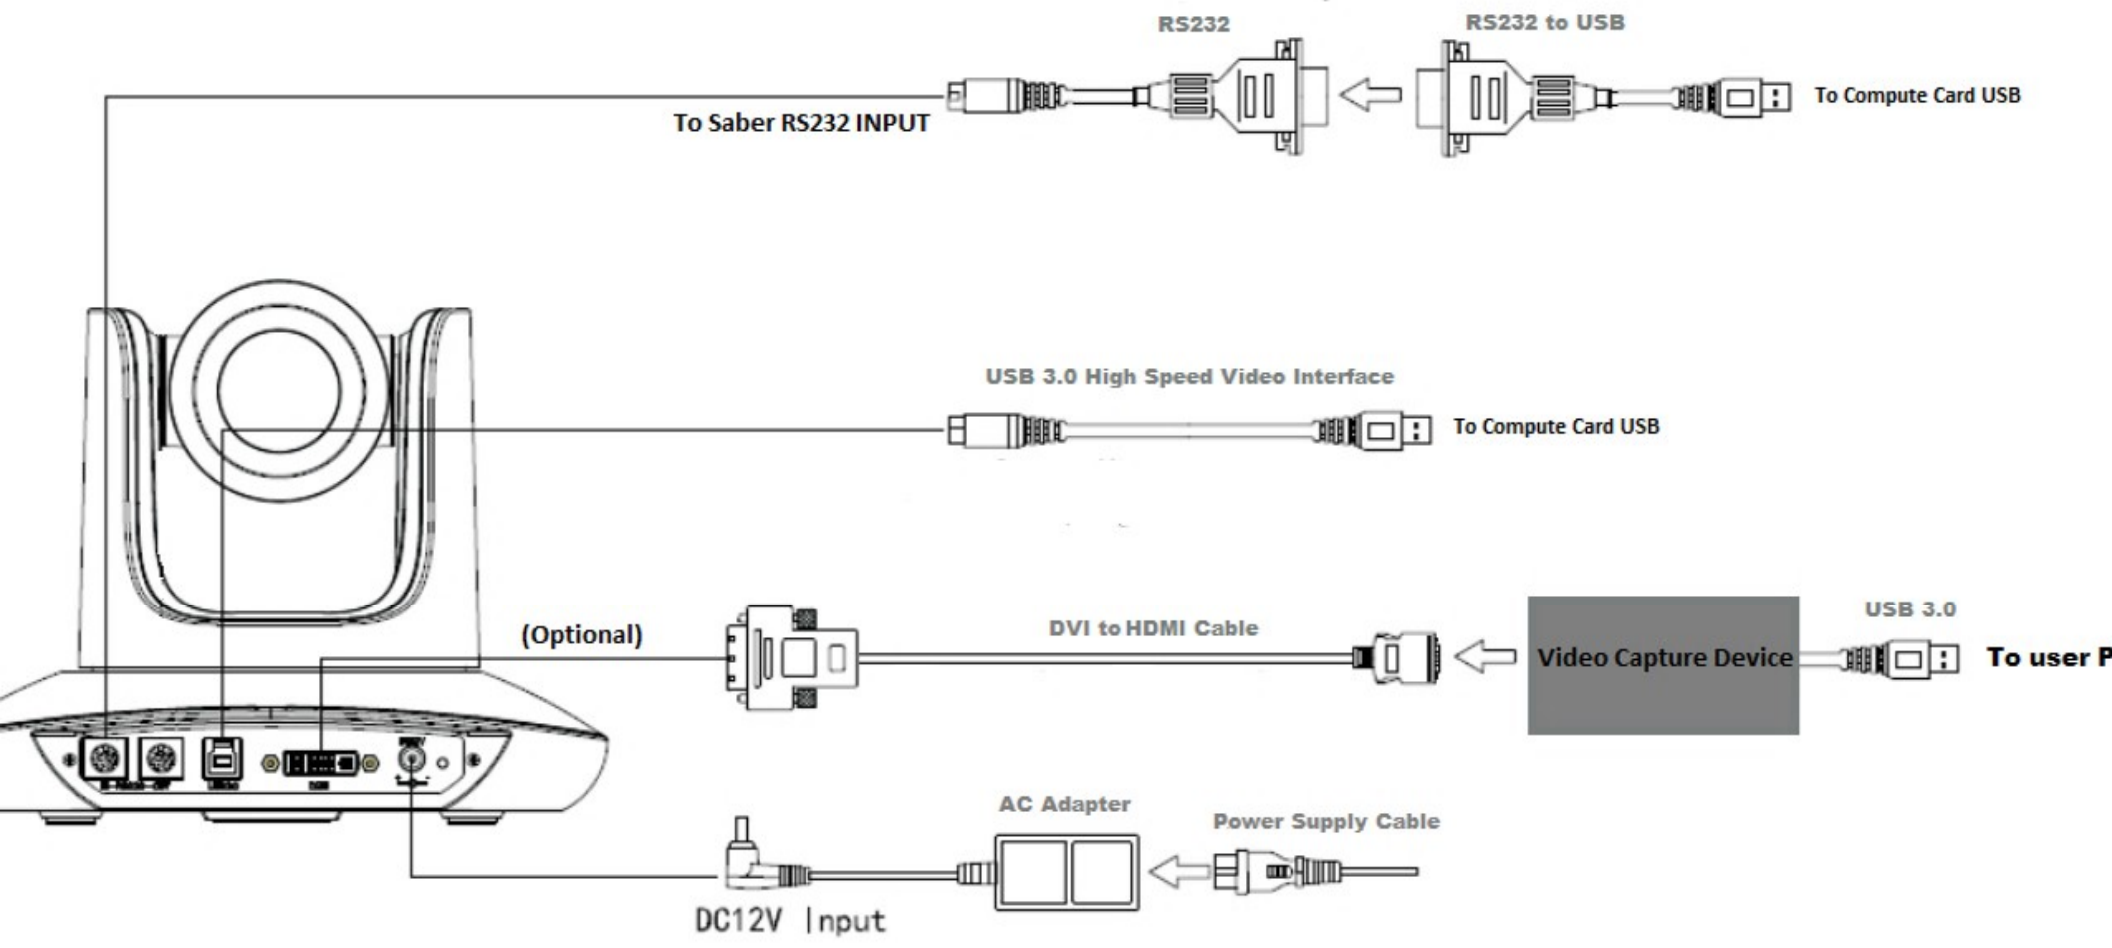 RS232
RS232 to USB
To Compute Card USB
To Saber RS232 INPUT
USB 3.0 High Speed Video Interface
To Compute Card USB
(Optional)
DVI to HDMI Cable
Video Capture Device
USB 3.0
To user P
AC Adapter
Power Supply Cable
DC12V Input